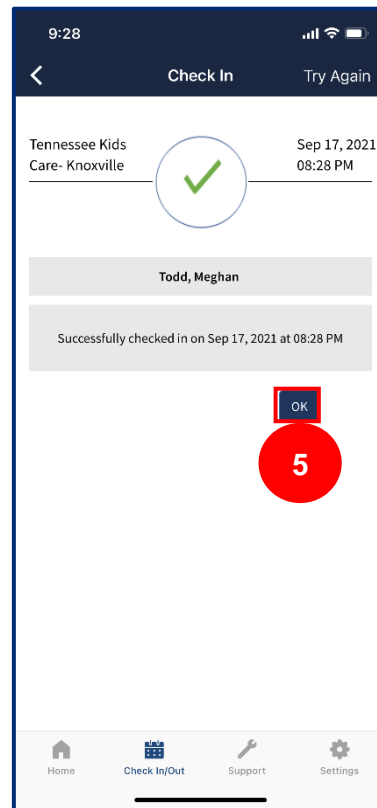 9:28
Check In
Try Again
Tennessee Kids
Care- Knoxville
Sep 17, 2021
08:28 PM
Todd, Meghan
Successfully checked in on Sep 17, 2021 at 08:28 PM
OK
5
Home
Check In/Out
Support
Settings